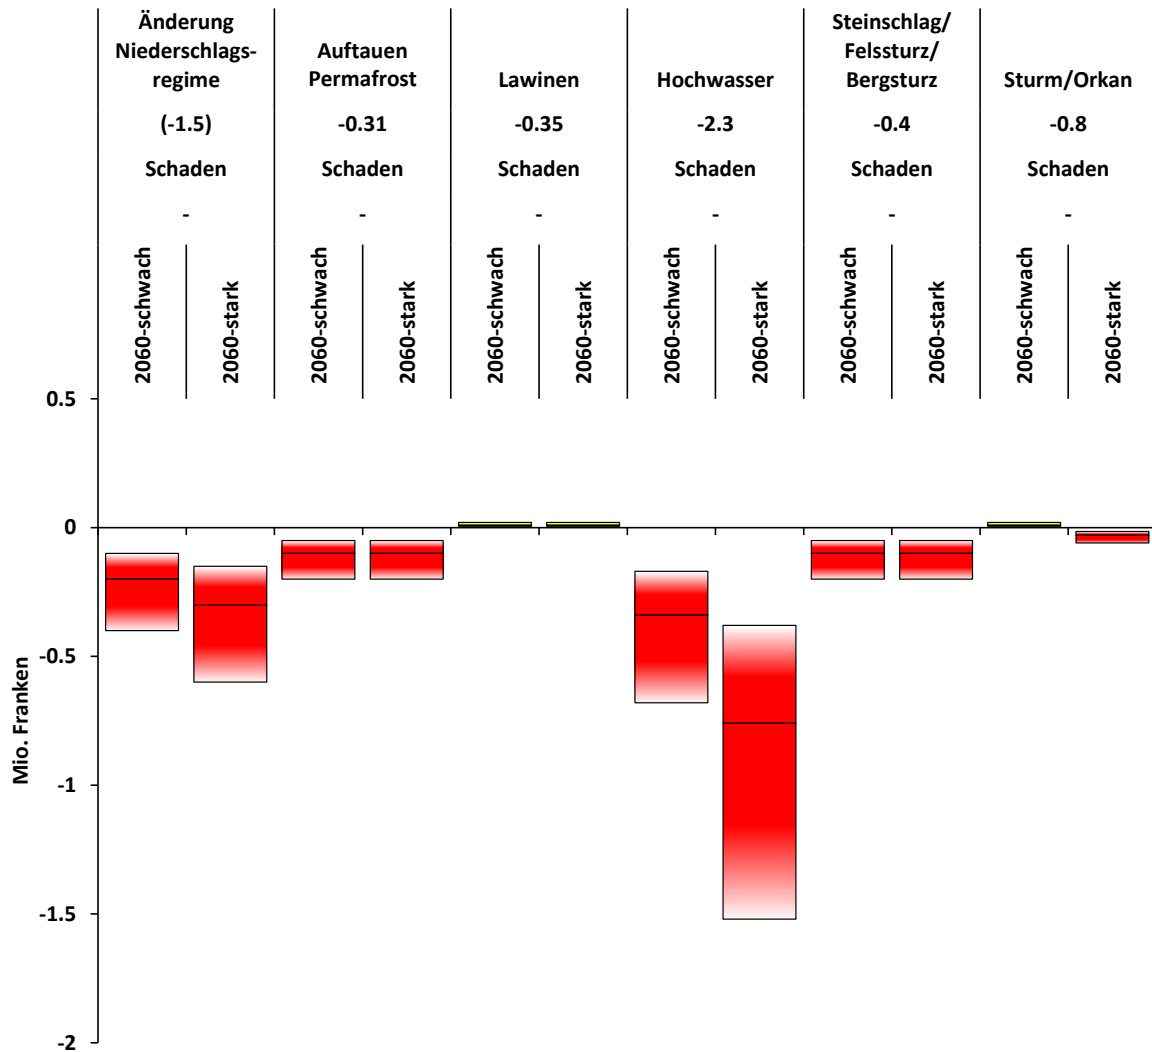 Änderung
Niederschlags-
regime
Auftauen
Permafrost
Lawinen
Hochwasser
Steinschlag/
Felssturz/
Bergsturz
Sturm/Orkan
(-1.5)
-0.31
-0.35
-2.3
-0.4
-0.8
Schaden
Schaden
Schaden
Schaden
Schaden
Schaden
-
-
-
-
-
-
2060-schwach
2060-stark
2060-schwach
2060-stark
2060-schwach
2060-stark
2060-schwach
2060-stark
2060-schwach
2060-stark
2060-schwach
2060-stark
0.5
0
-0.5
-1
-1.5
-2
Mio. Franken